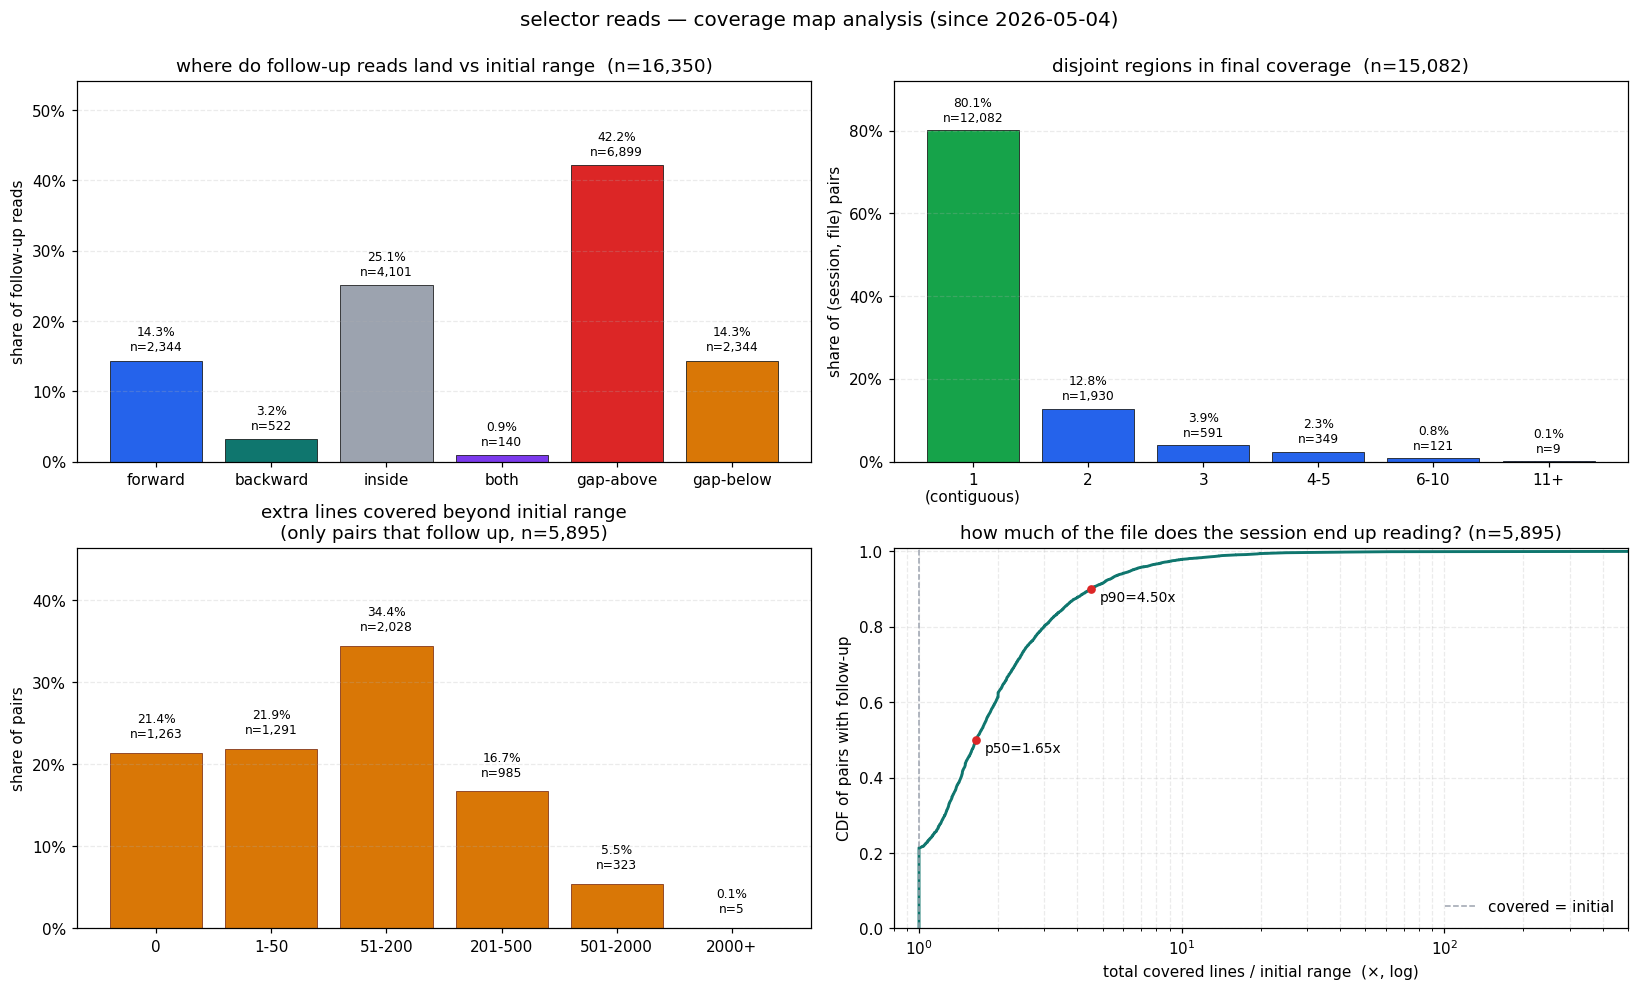 selector reads — coverage map analysis (since 2026-05-04)
where do follow-up reads land vs initial range  (n=16,350)
share of follow-up reads
50%
40%
30%
20%
10%
0%
14.3%
n=2,344
3.2%
n=522
25.1%
n=4,101
0.9%
n=140
42.2%
n=6,899
14.3%
n=2,344
forward
backward
inside
both
gap-above
gap-below
disjoint regions in final coverage  (n=15,082)
share of (session, file) pairs
80%
60%
40%
20%
0%
80.1%
n=12,082
12.8%
n=1,930
3.9%
n=591
2.3%
n=349
0.8%
n=121
0.1%
n=9
1
(contiguous)
2
3
4-5
6-10
11+
extra lines covered beyond initial range
(only pairs that follow up, n=5,895)
share of pairs
40%
30%
20%
10%
0%
21.4%
n=1,263
21.9%
n=1,291
34.4%
n=2,028
16.7%
n=985
5.5%
n=323
0.1%
n=5
0
1-50
51-200
201-500
501-2000
2000+
how much of the file does the session end up reading? (n=5,895)
CDF of pairs with follow-up
1.0
0.8
0.6
0.4
0.2
0.0
p90=4.50x
p50=1.65x
covered = initial
10⁰
10¹
10²
total covered lines / initial range  (×, log)